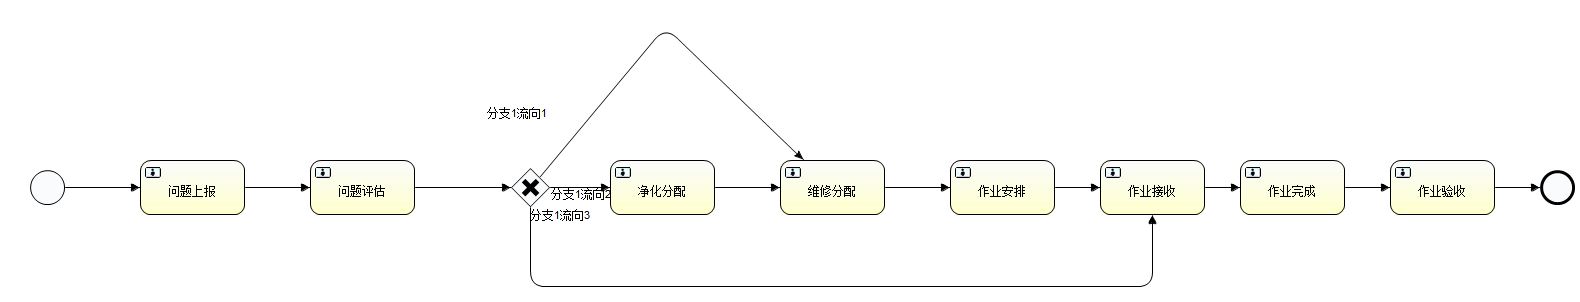 分支1流向1
问题上报
问题评估
分支1流向2
净化分配
维修分配
作业安排
作业接收
作业完成
作业验收
分支1流向3